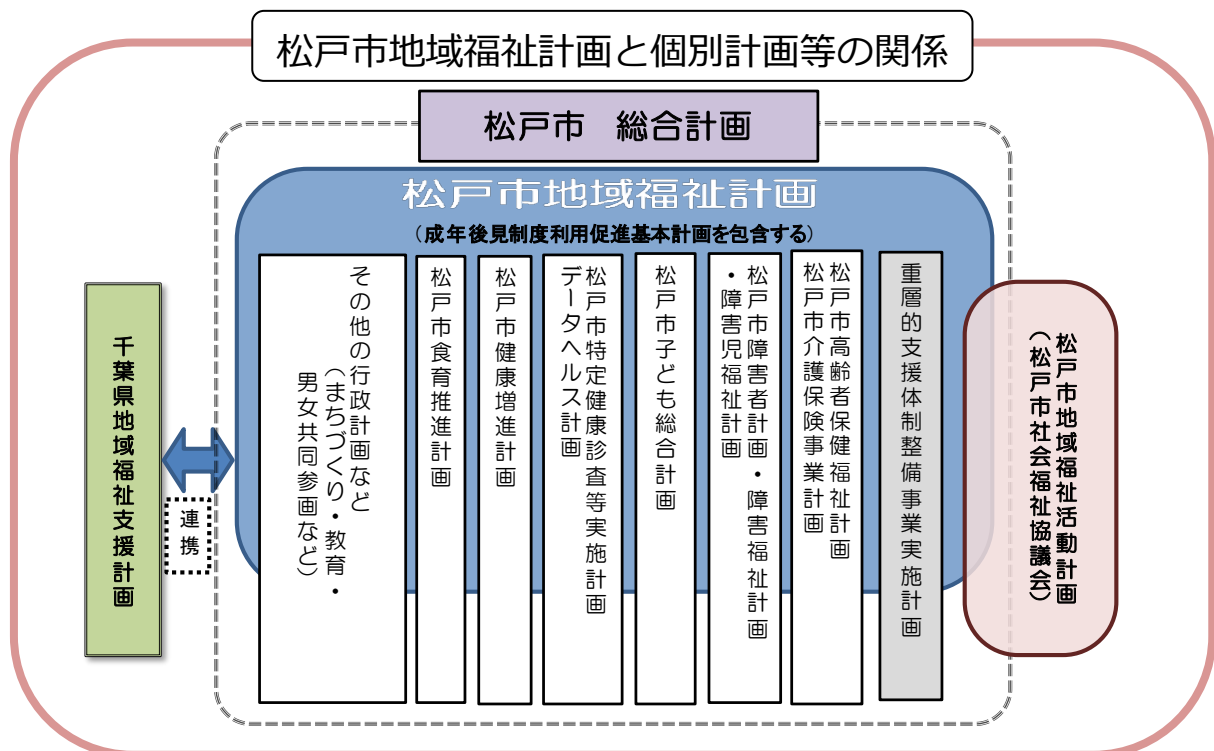 松戸市地域福祉計画と個別計画等の関係
松戸市　総合計画
松戸市地域福祉計画
（成年後見制度利用促進基本計画を包含する）
重層的支援体制整備事業実施計画
松戸市高齢者保健福祉計画
松戸市介護保険事業計画
松戸市障害者計画・障害福祉計画
・障害児福祉計画
松戸市子ども総合計画
松戸市特定健康診査等実施計画
データヘルス計画
松戸市健康増進計画
松戸市食育推進計画
その他の行政計画など
（まちづくり・教育・
男女共同参画など）
千葉県地域福祉支援計画
連携
松戸市地域福祉活動計画
（松戸市社会福祉協議会）